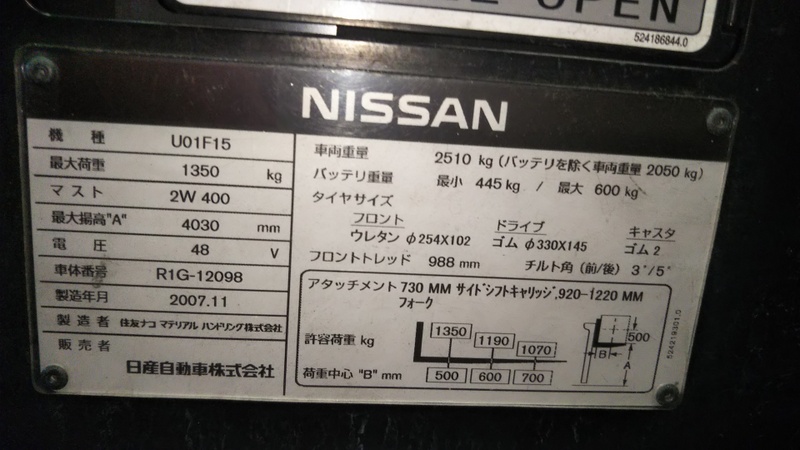 OPEN
524186844.0
NISSAN
機種 U01F15
最大荷重 1350 kg
マスト 2W 400
最大揚高"A" 4030 mm
電圧 48 V
車体番号 R1G-12098
製造年月 2007.11
製造者 住友ナコ マテリアル ハンドリング株式会社
販売者 日産自動車株式会社
車両重量 2510 kg (バッテリを除く車両重量 2050 kg)
バッテリ重量 最小 445 kg / 最大 600 kg
タイヤサイズ
フロント ドライブ キャスタ
ウレタン φ254X102 ゴム φ330X145 ゴム 2
フロントトレッド 988 mm チルト角 (前/後) 3°/5°
アタッチメント 730 MM サイドシフトキャリッジ,920-1220 MM
フォーク
許容荷重 kg 1350 1190 1070
荷重中心 "B" mm 500 600 700
500
B
A
524219301.0